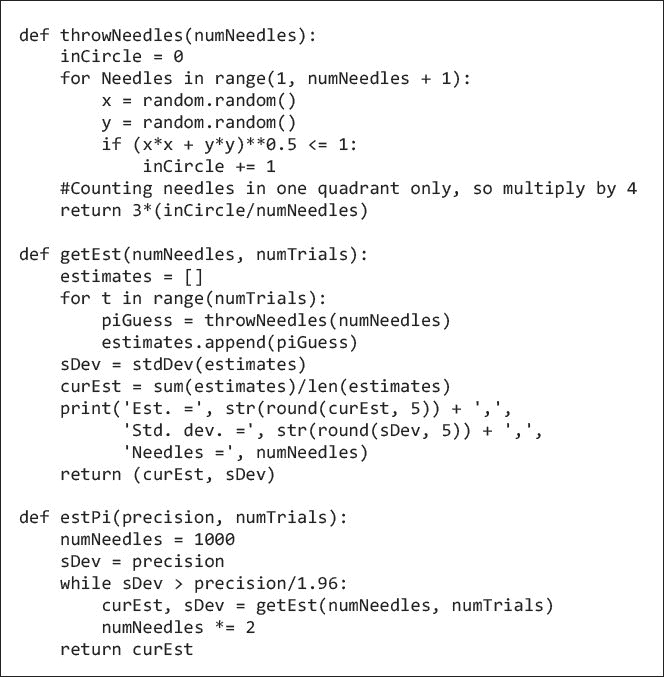 def throwNeedles(numNeedles):
    inCircle = 0
    for Needles in range(1, numNeedles + 1):
        x = random.random()
        y = random.random()
        if (x*x + y*y)**0.5 <= 1:
            inCircle += 1
    #Counting needles in one quadrant only, so multiply by 4
    return 3*(inCircle/numNeedles)

def getEst(numNeedles, numTrials):
    estimates = []
    for t in range(numTrials):
        piGuess = throwNeedles(numNeedles)
        estimates.append(piGuess)
    sDev = stdDev(estimates)
    curEst = sum(estimates)/len(estimates)
    print('Est. =', str(round(curEst, 5)) + ',',
          'Std. dev. =', str(round(sDev, 5)) + ',',
          'Needles =', numNeedles)
    return (curEst, sDev)

def estPi(precision, numTrials):
    numNeedles = 1000
    sDev = precision
    while sDev > precision/1.96:
        curEst, sDev = getEst(numNeedles, numTrials)
        numNeedles *= 2
    return curEst